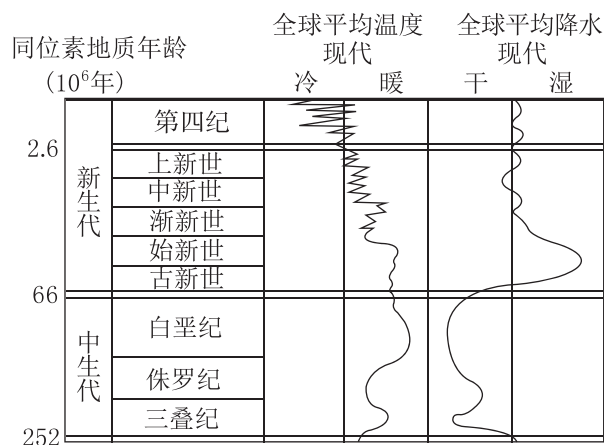 全球平均温度 全球平均降水
同位素地质年龄 现代 现代
(10⁶年) 冷 暖 干 湿
第四纪
2.6
上新世
新生代 中新世
渐新世
始新世
古新世
66
白垩纪
中生代
侏罗纪
三叠纪
252